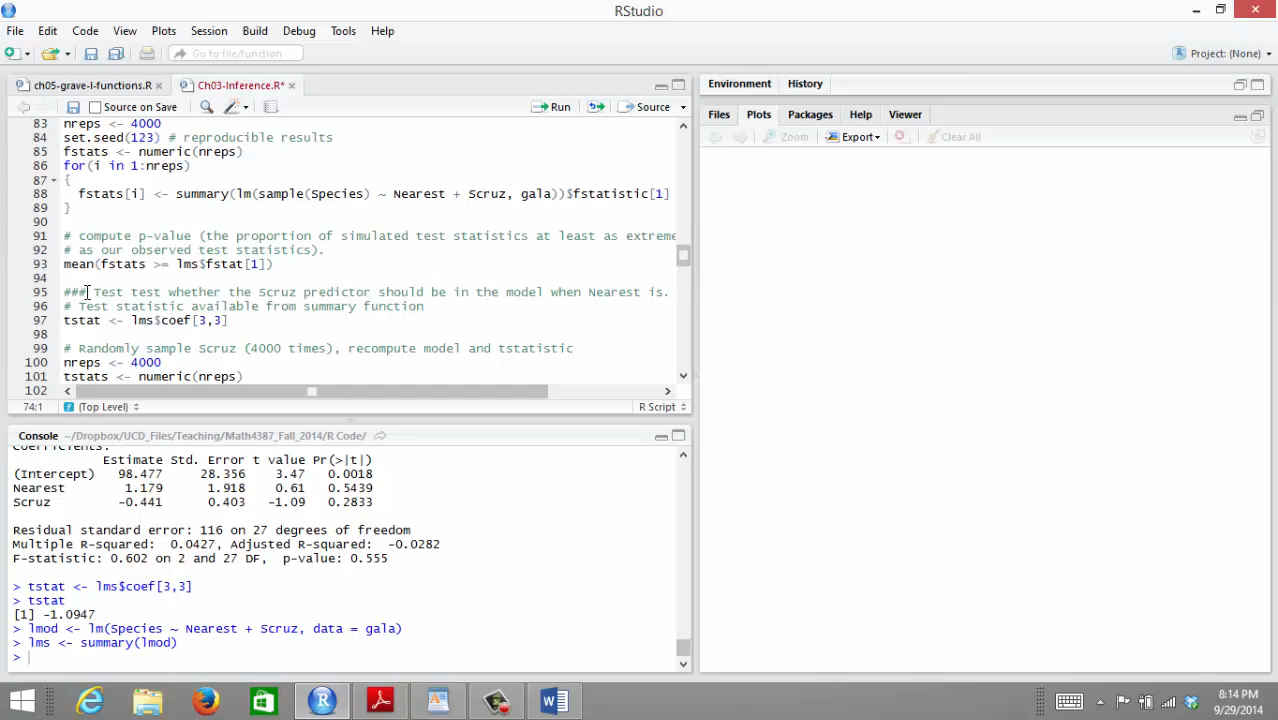 RStudio
File Edit Code View Plots Session Build Debug Tools Help
Go to file/function Project: (None)
ch05-grave-l-functions.R Ch03-Inference.R*
Source on Save Run Source
83 nreps <- 4000
84 set.seed(123) # reproducible results
85 fstats <- numeric(nreps)
86 for(i in 1:nreps)
87 {
88 fstats[i] <- summary(lm(sample(Species) ~ Nearest + Scruz, gala))$fstatistic[1]
89 }
90
91 # compute p-value (the proportion of simulated test statistics at least as extreme
92 # as our observed test statistics).
93 mean(fstats >= lms$fstat[1])
94
95 ### Test test whether the Scruz predictor should be in the model when Nearest is.
96 # Test statistic available from summary function
97 tstat <- lms$coef[3,3]
98
99 # Randomly sample Scruz (4000 times), recompute model and tstatistic
100 nreps <- 4000
101 tstats <- numeric(nreps)
102
74:1 (Top Level) R Script
Console ~/Dropbox/UCD_Files/Teaching/Math4387_Fall_2014/R Code/
Coefficients:
Estimate Std. Error t value Pr(>|t|)
(Intercept) 98.477 28.356 3.47 0.0018
Nearest 1.179 1.918 0.61 0.5439
Scruz -0.441 0.403 -1.09 0.2833
Residual standard error: 116 on 27 degrees of freedom
Multiple R-squared: 0.0427, Adjusted R-squared: -0.0282
F-statistic: 0.602 on 2 and 27 DF, p-value: 0.555
> tstat <- lms$coef[3,3]
> tstat
[1] -1.0947
> lmod <- lm(Species ~ Nearest + Scruz, data = gala)
> lms <- summary(lmod)
>
Environment History
Files Plots Packages Help Viewer
Zoom Export Clear All
8:14 PM
9/29/2014